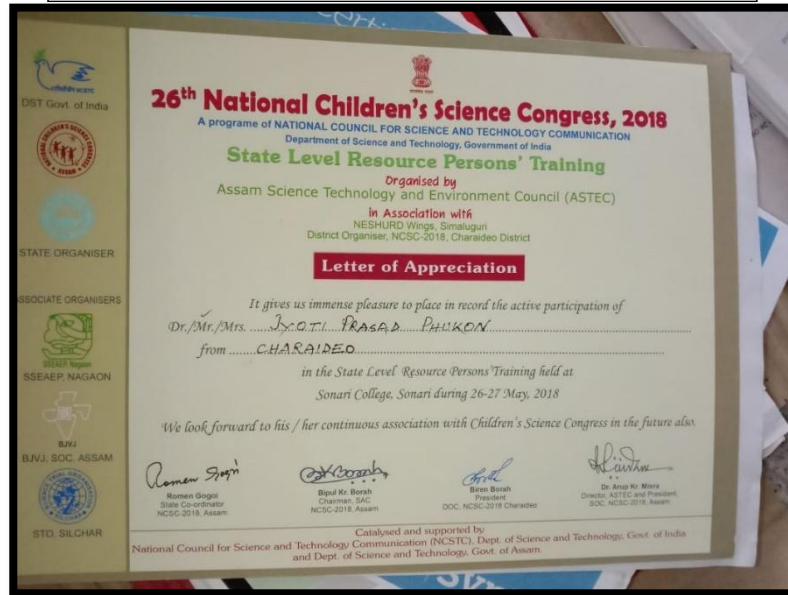 26th National Children's Science Congress, 2018
A programe of NATIONAL COUNCIL FOR SCIENCE AND TECHNOLOGY COMMUNICATION
Department of Science and Technology, Government of India
State Level Resource Persons' Training
Organised by
Assam Science Technology and Environment Council (ASTEC)
in Association with
NESHURD Wings, Simaluguri
District Organiser, NCSC-2018, Charaideo District
Letter of Appreciation
It gives us immense pleasure to place in record the active participation of
Dr./Mr./Mrs. JYOTI PRASAD PHUKON
from CHARAIDEO
in the State Level Resource Persons' Training held at
Sonari College, Sonari during 26-27 May, 2018
We look forward to his / her continuous association with Children's Science Congress in the future also.
Romen Gogoi
State Co-ordinator
NCSC-2018, Assam
Bipul Kr. Borah
Chairman, SAC
NCSC-2018, Assam
Biren Borah
President
DOC, NCSC-2018 Charaideo
Dr. Arup Kr. Misra
Director, ASTEC and President,
SOC, NCSC-2018, Assam
Catalysed and supported by
National Council for Science and Technology Communication (NCSTC), Dept. of Science and Technology, Govt. of India
and Dept. of Science and Technology, Govt. of Assam.
DST Govt. of India
STATE ORGANISER
ASSOCIATE ORGANISERS
SSEAEP, Nagaon
SSEAEP, NAGAON
BJVJ
BJVJ, SOC. ASSAM
STO, SILCHAR